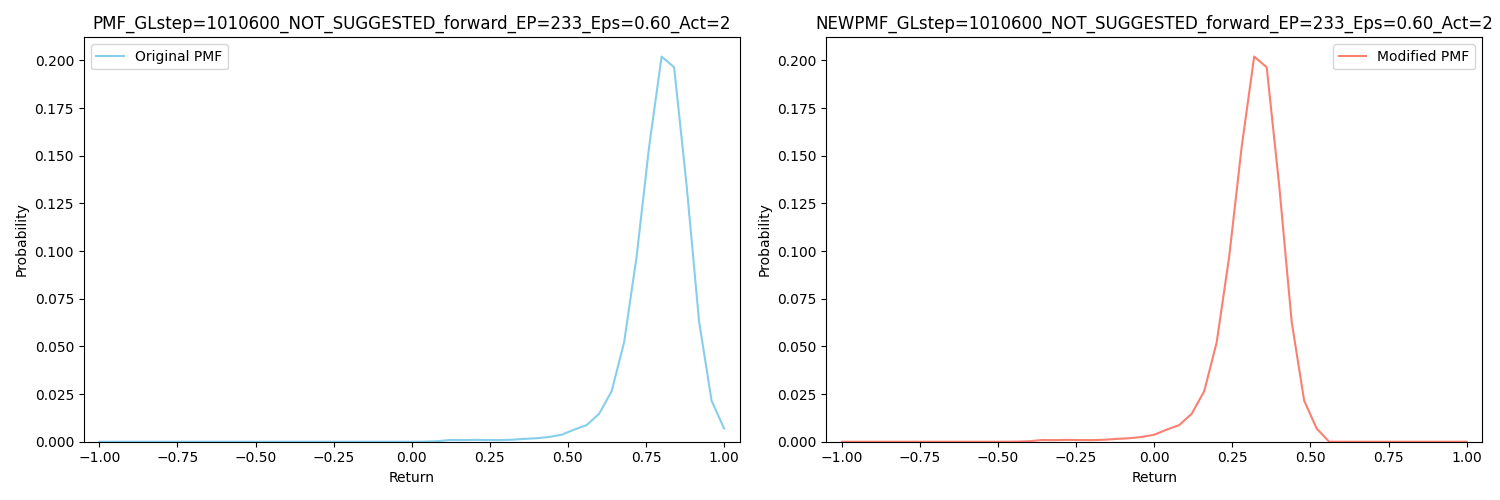 PMF_GLstep=1010600_NOT_SUGGESTED_forward_EP=233_Eps=0.60_Act=2
Original PMF
0.200
0.175
0.150
0.125
0.100
0.075
0.050
0.025
0.000
Probability
−1.00 −0.75 −0.50 −0.25 0.00 0.25 0.50 0.75 1.00
Return
NEWPMF_GLstep=1010600_NOT_SUGGESTED_forward_EP=233_Eps=0.60_Act=2
Modified PMF
0.200
0.175
0.150
0.125
0.100
0.075
0.050
0.025
0.000
Probability
−1.00 −0.75 −0.50 −0.25 0.00 0.25 0.50 0.75 1.00
Return